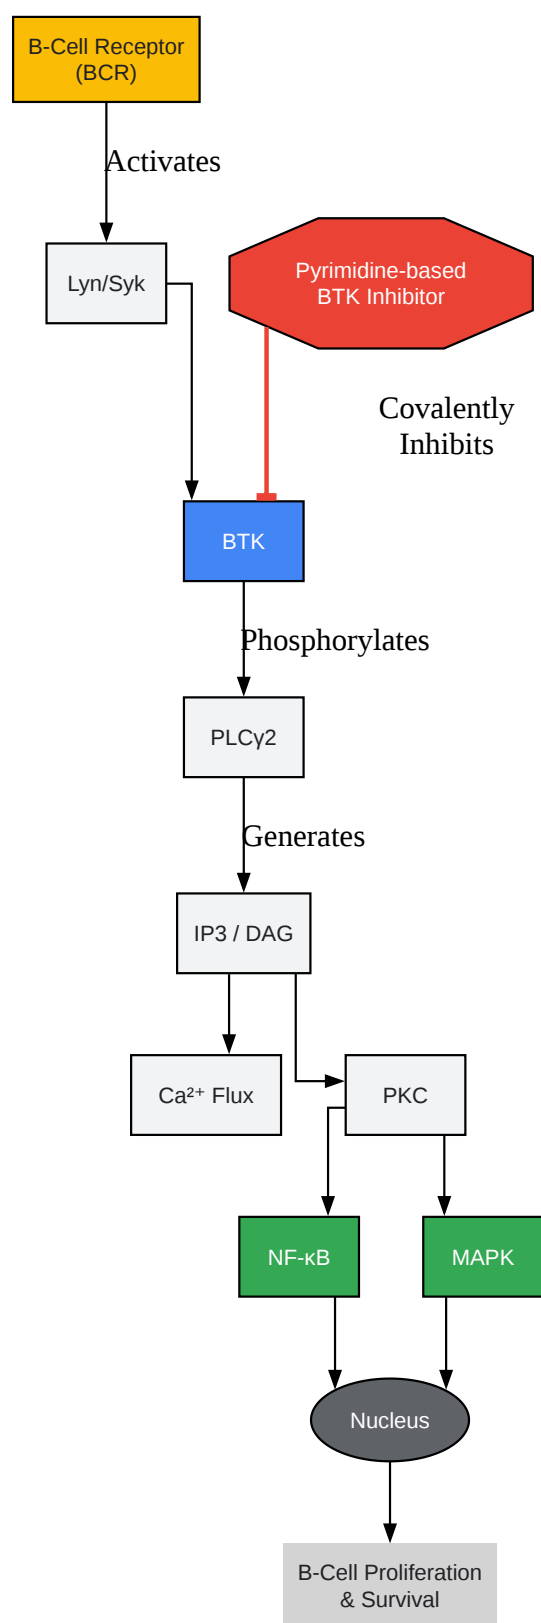 B-Cell Receptor
(BCR)
Activates
Lyn/Syk
Pyrimidine-based
BTK Inhibitor
Covalently
Inhibits
BTK
Phosphorylates
PLCγ2
Generates
IP3 / DAG
Ca²⁺ Flux
PKC
NF-κB
MAPK
Nucleus
B-Cell Proliferation
& Survival